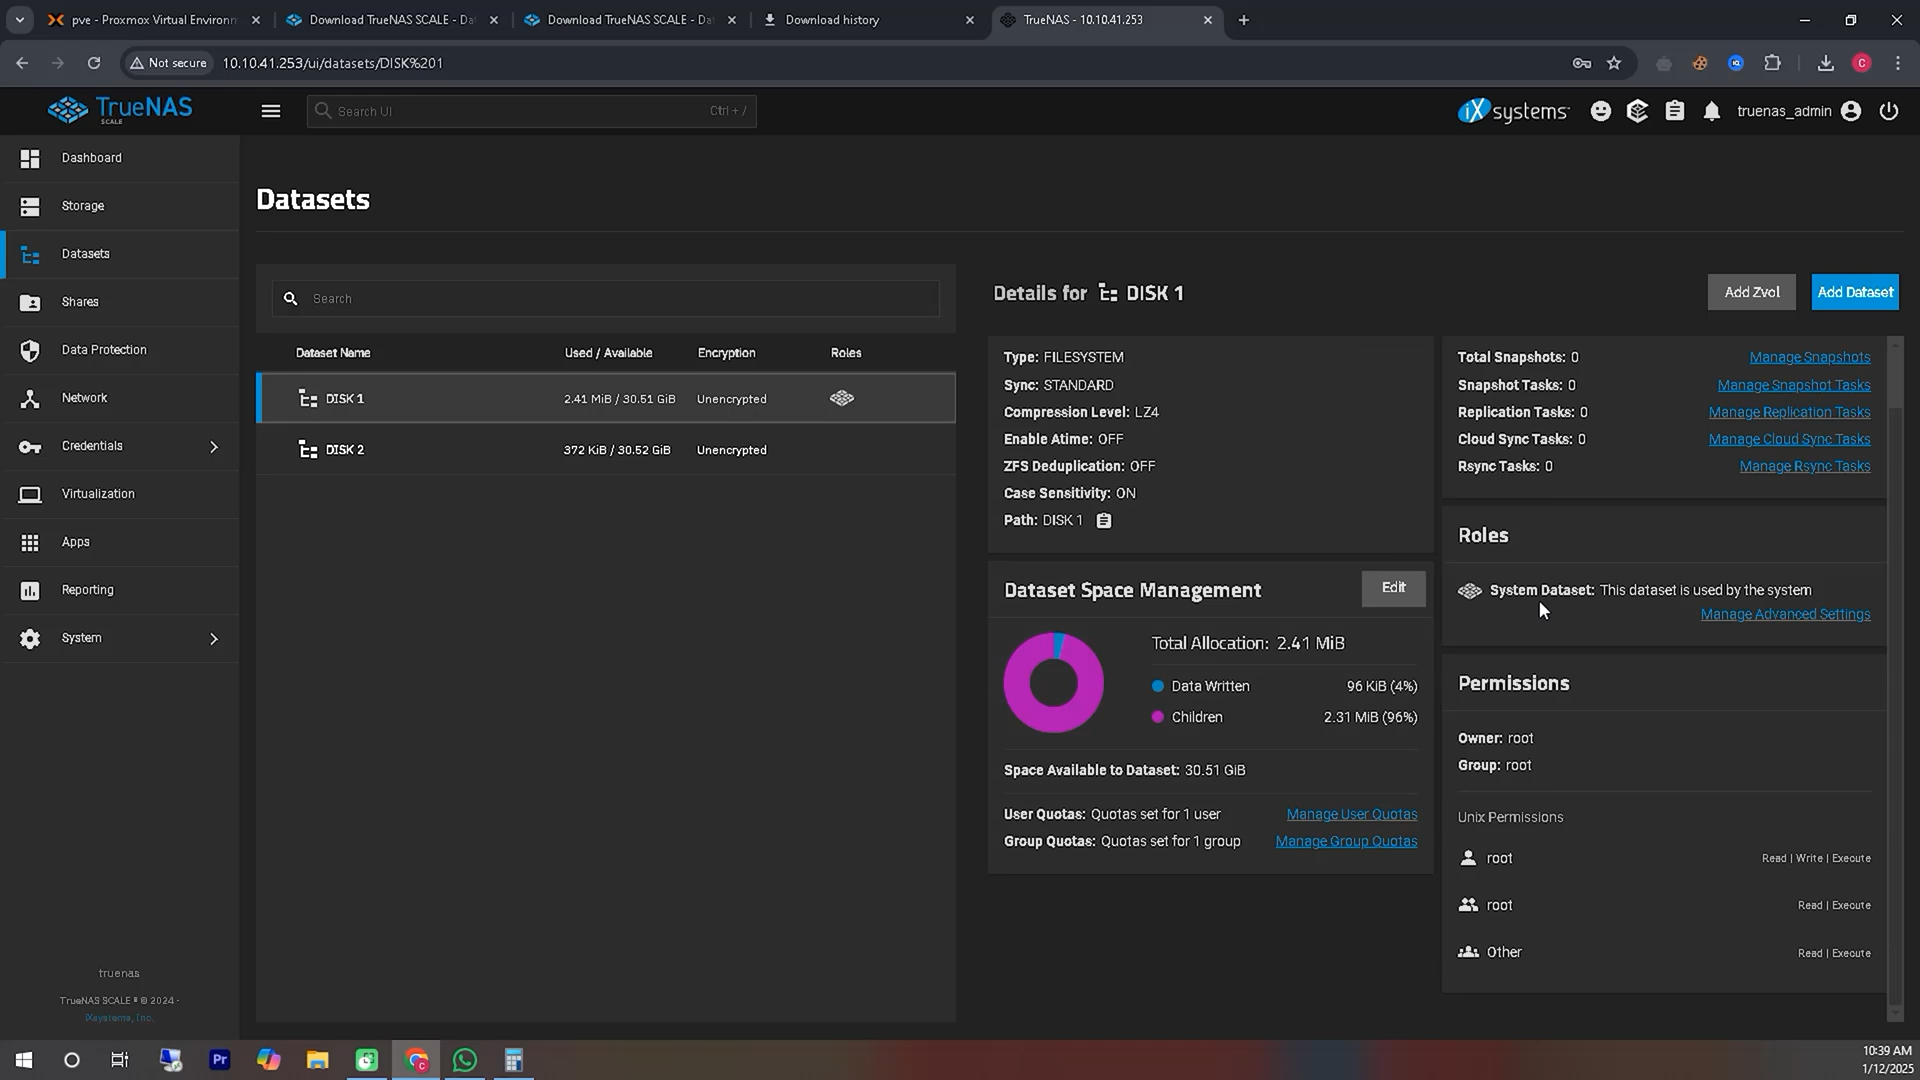 pve - Proxmox Virtual Environm
Download TrueNAS SCALE - Da
Download TrueNAS SCALE - Da
Download history
TrueNAS - 10.10.41.253
Not secure
10.10.41.253/ui/datasets/DISK%201
C
TrueNAS
SCALE
Search UI
Ctrl + /
iXsystems
truenas_admin
Dashboard
Storage
Datasets
Shares
Data Protection
Network
Credentials
Virtualization
Apps
Reporting
System
truenas
TrueNAS SCALE ® © 2024 -
iXsystems, Inc.
Datasets
Search
Dataset Name
Used / Available
Encryption
Roles
DISK 1
2.41 MiB / 30.51 GiB
Unencrypted
DISK 2
372 KiB / 30.52 GiB
Unencrypted
Details for DISK 1
Add Zvol
Add Dataset
Type: FILESYSTEM
Sync: STANDARD
Compression Level: LZ4
Enable Atime: OFF
ZFS Deduplication: OFF
Case Sensitivity: ON
Path: DISK 1
Dataset Space Management
Edit
Total Allocation: 2.41 MiB
Data Written
96 KiB (4%)
Children
2.31 MiB (96%)
Space Available to Dataset: 30.51 GiB
User Quotas: Quotas set for 1 user
Manage User Quotas
Group Quotas: Quotas set for 1 group
Manage Group Quotas
Total Snapshots: 0
Manage Snapshots
Snapshot Tasks: 0
Manage Snapshot Tasks
Replication Tasks: 0
Manage Replication Tasks
Cloud Sync Tasks: 0
Manage Cloud Sync Tasks
Rsync Tasks: 0
Manage Rsync Tasks
Roles
System Dataset: This dataset is used by the system
Manage Advanced Settings
Permissions
Owner: root
Group: root
Unix Permissions
root
Read | Write | Execute
root
Read | Execute
Other
Read | Execute
Pr
10:39 AM
1/12/2025